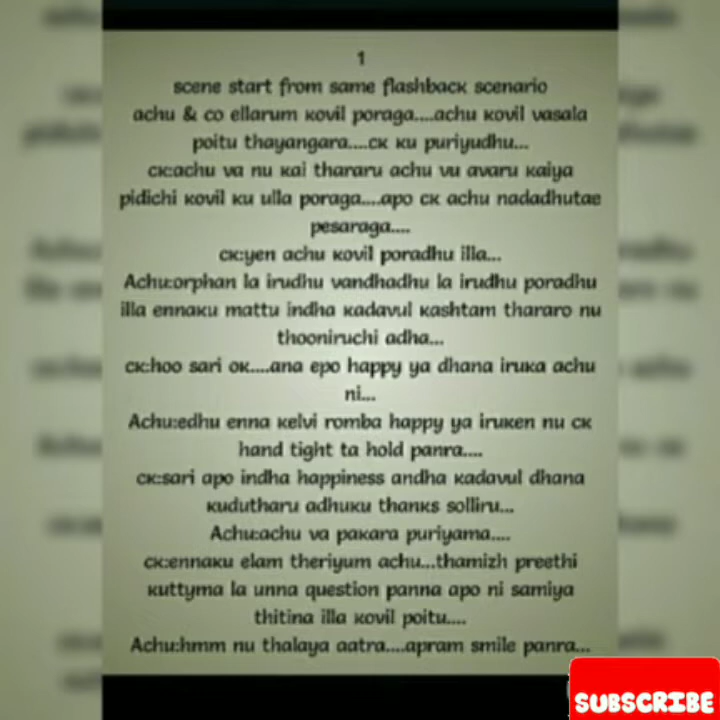 1
scene start from same flashback scenario
achu & co ellarum kovil poraga....achu kovil vasala
poitu thayangara....ck ku puriyudhu...
ck:achu va nu kai thararu achu vu avaru kaiya
pidichi kovil ku ulla poraga....apo ck achu nadadhutae
pesaraga....
ck:yen achu kovil poradhu illa...
Achu:orphan la irudhu vandhadhu la irudhu poradhu
illa ennaku mattu indha kadavul kashtam thararo nu
thooniruchi adha...
ck:hoo sari ok....ana epo happy ya dhana iruka achu
ni...
Achu:edhu enna kelvi romba happy ya iruken nu ck
hand tight ta hold panra....
ck:sari apo indha happiness andha kadavul dhana
kudutharu adhuku thanks solliru...
Achu:achu va pakara puriyama....
ck:ennaku elam theriyum achu...thamizh preethi
kuttyma la unna question panna apo ni samiya
thitina illa kovil poitu....
Achu:hmm nu thalaya aatra....apram smile panra...
SUBSCRIBE